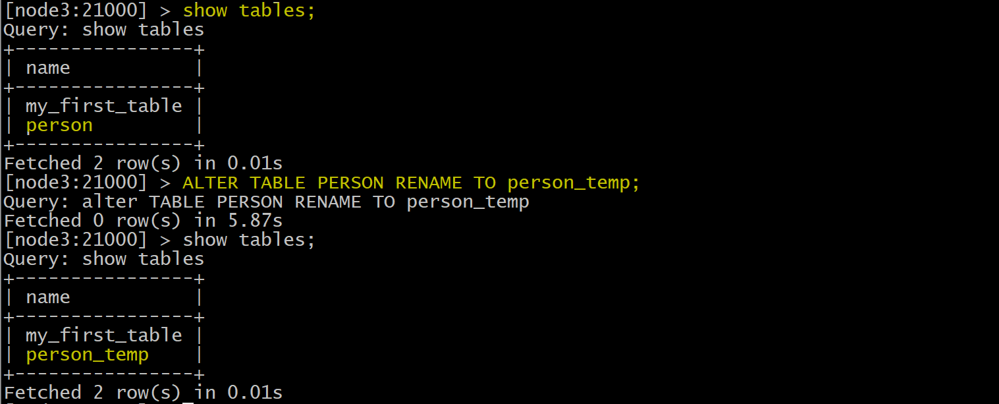 [node3:21000] > show tables;
Query: show tables
+----------------+
| name           |
+----------------+
| my_first_table |
| person         |
+----------------+
Fetched 2 row(s) in 0.01s
[node3:21000] > ALTER TABLE PERSON RENAME TO person_temp;
Query: alter TABLE PERSON RENAME TO person_temp
Fetched 0 row(s) in 5.87s
[node3:21000] > show tables;
Query: show tables
+----------------+
| name           |
+----------------+
| my_first_table |
| person_temp    |
+----------------+
Fetched 2 row(s) in 0.01s